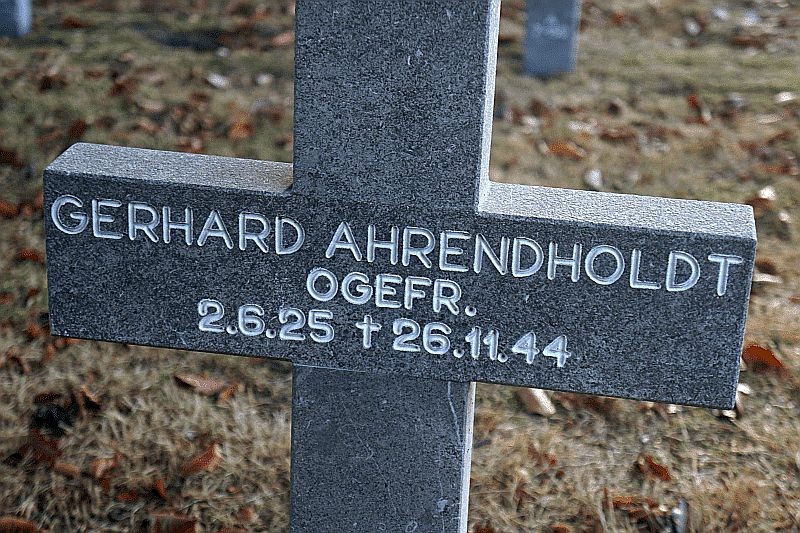 GERHARD AHRENDHOLDT
OGEFR.
2.6.25 † 26.11.44